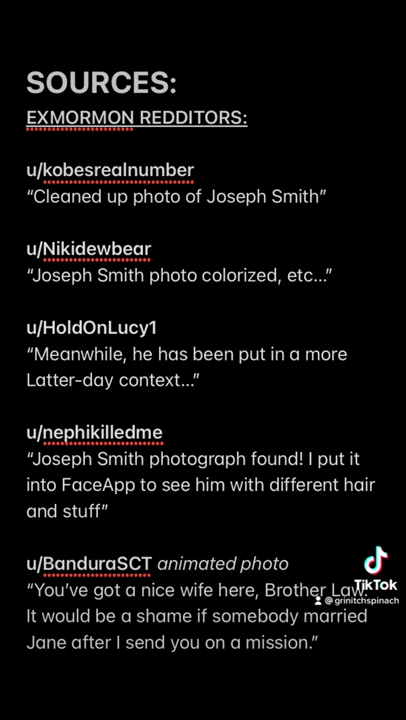 SOURCES:
EXMORMON REDDITORS:
u/kobesrealnumber
“Cleaned up photo of Joseph Smith”
u/Nikidewbear
“Joseph Smith photo colorized, etc...”
u/HoldOnLucy1
“Meanwhile, he has been put in a more
Latter-day context...”
u/nephikilledme
“Joseph Smith photograph found! I put it
into FaceApp to see him with different hair
and stuff”
u/BanduraSCT animated photo
“You’ve got a nice wife here, Brother Law.
It would be a shame if somebody married
Jane after I send you on a mission.”
TikTok
@grinitchspinach